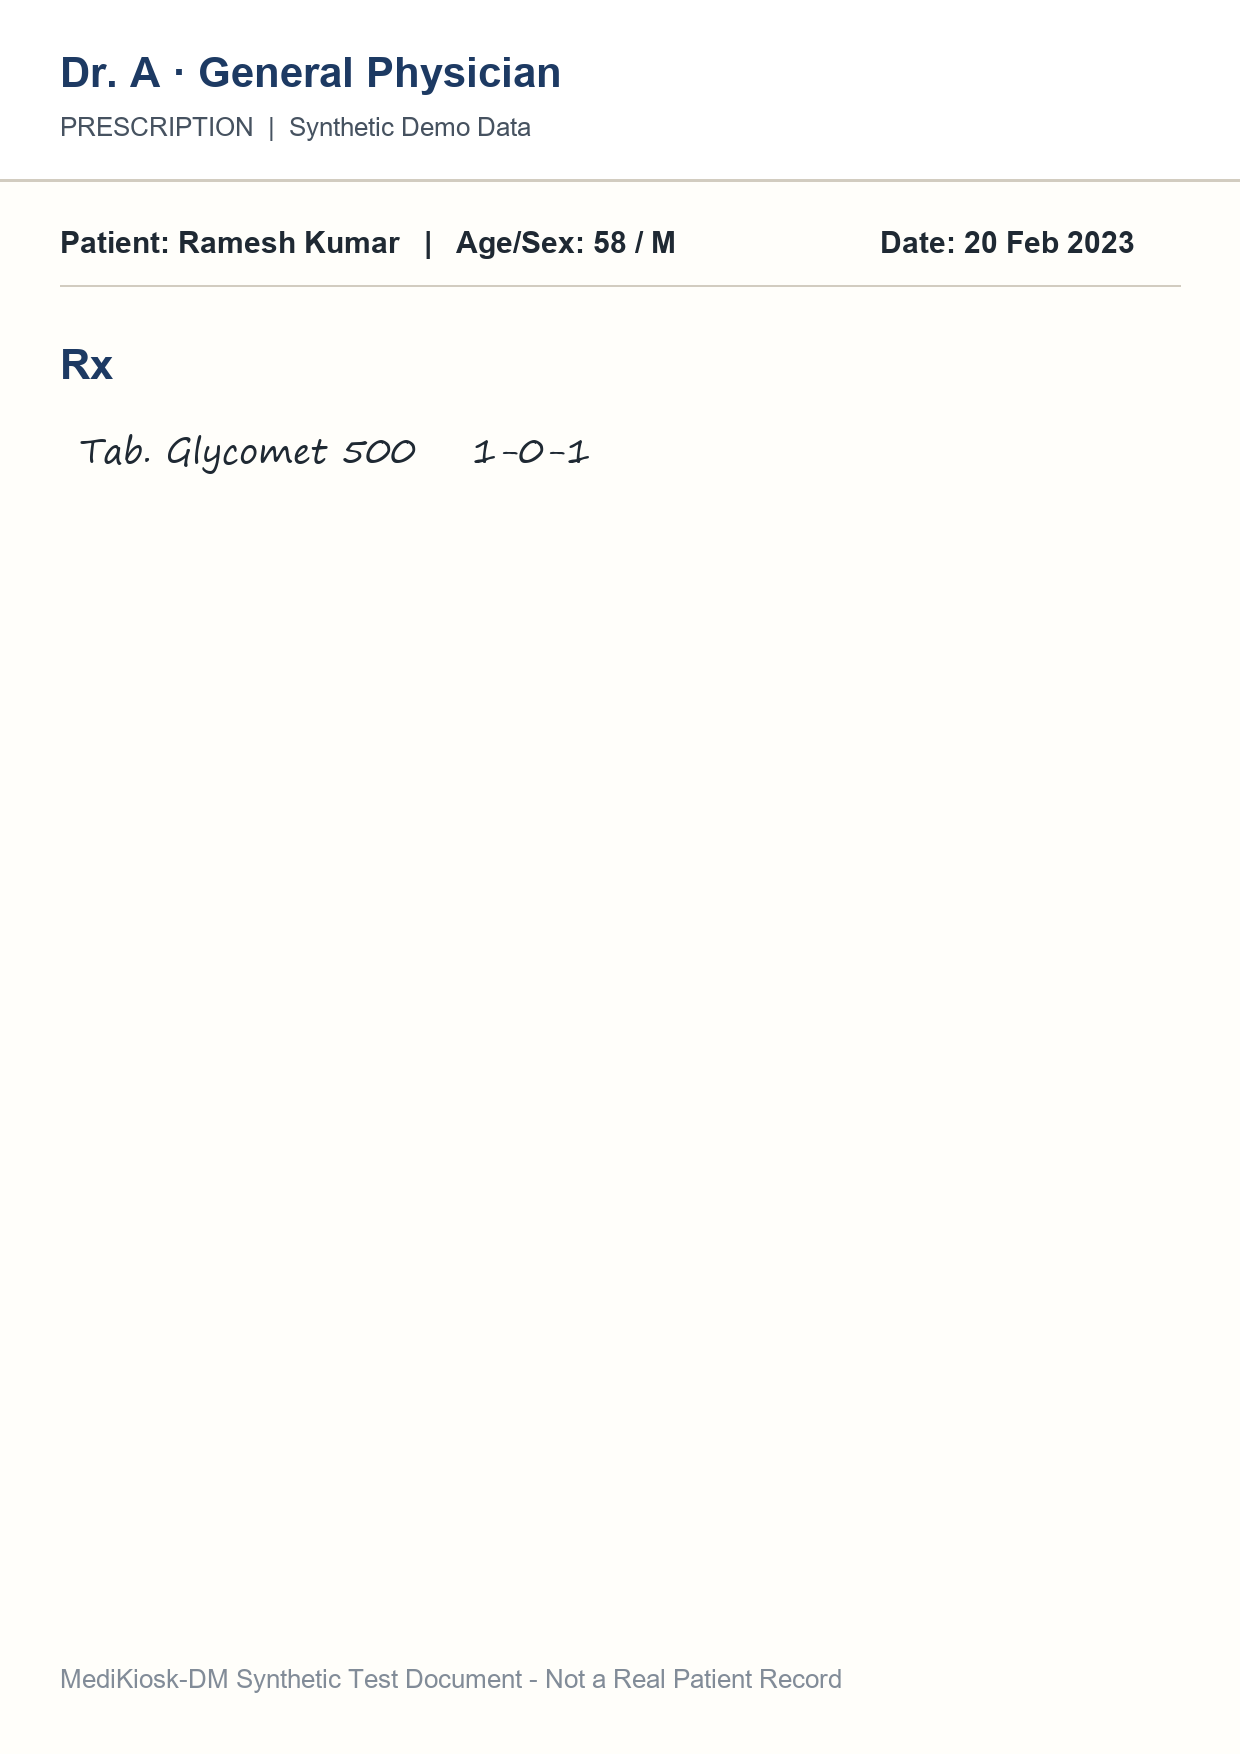 Dr. A · General Physician
PRESCRIPTION | Synthetic Demo Data
Patient: Ramesh Kumar | Age/Sex: 58 / M Date: 20 Feb 2023
Rx
Tab. Glycomet 500 1-0-1
MediKiosk-DM Synthetic Test Document - Not a Real Patient Record